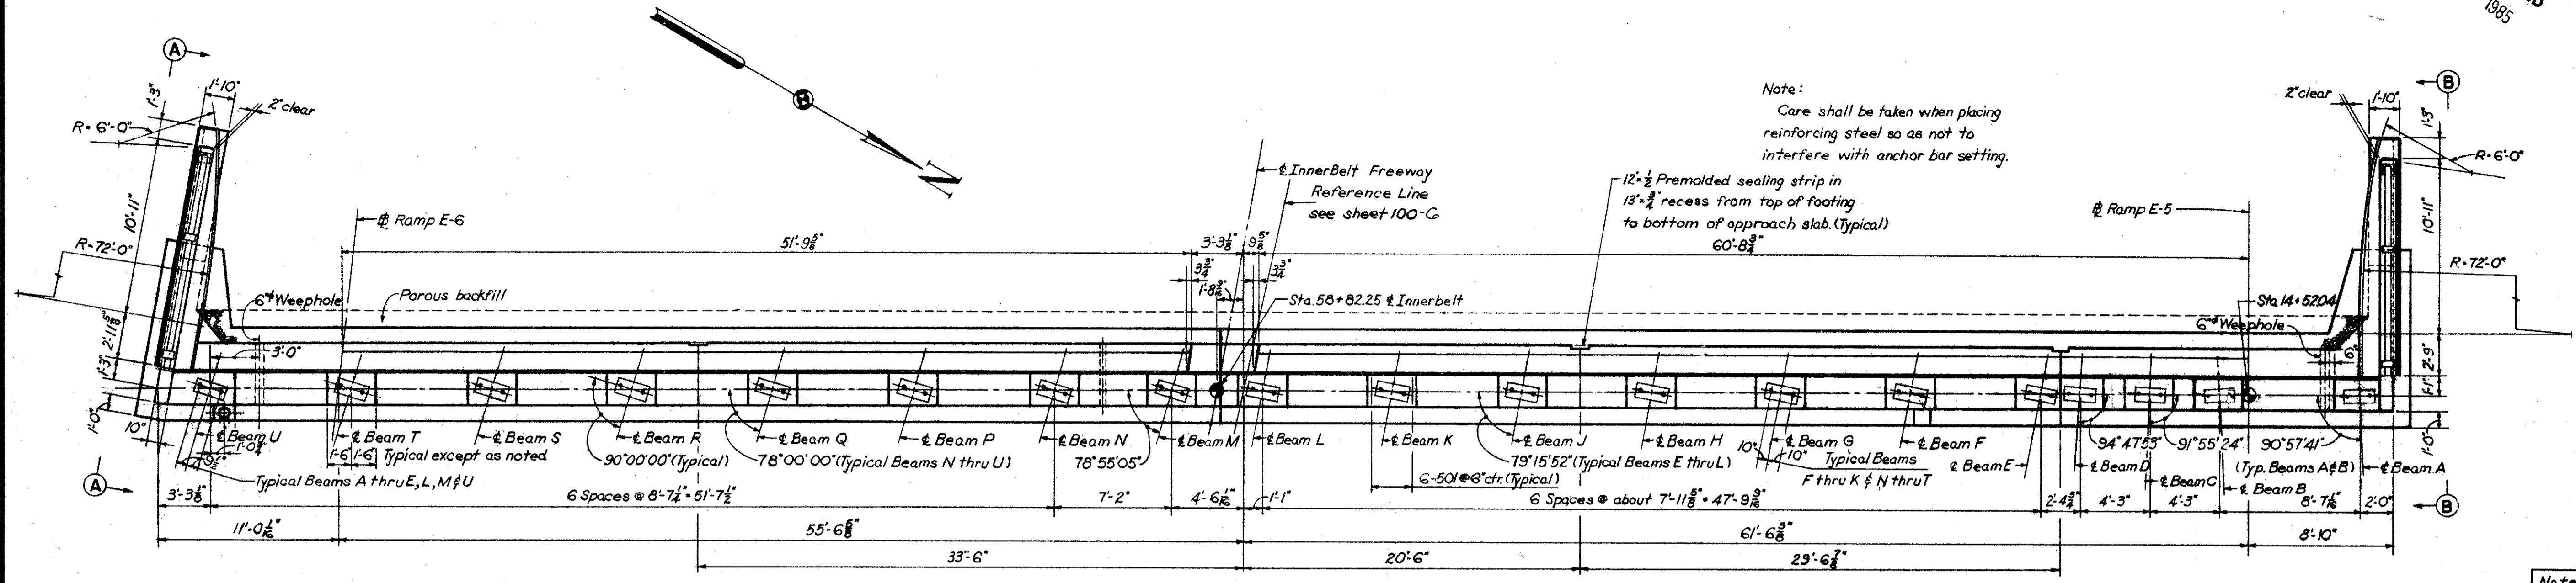 1985
A
1'-10"
1'-3"
2" clear
R=6'-0"
10'-11"
R=72'-0"
2'-11 5/8"
1'-3"
1'-0"
10"
Note:
Care shall be taken when placing
reinforcing steel so as not to
interfere with anchor bar setting.
2" clear
1'-10"
B
1'-3"
R=6'-0"
10'-11"
R=72'-0"
2'-9"
1'-1"
1'-0"
N
℄ InnerBelt Freeway
Reference Line
see sheet 100-G
12"x1/2" Premolded sealing strip in
13"x3/4" recess from top of footing
to bottom of approach slab. (Typical)
℄ Ramp E-6
℄ Ramp E-5
51'-9 5/8"
3'-3 1/8"
9 5/8"
60'-8 3/4"
3 3/4"
3 3/4"
1'-8 9/16"
6"φ Weephole
Porous backfill
Sta. 58+82.25 ℄ Innerbelt
Sta 14+52.04
6"φ Weephole
6"
3'-0"
℄ Beam U
℄ Beam T
℄ Beam S
℄ Beam R
℄ Beam Q
℄ Beam P
℄ Beam N
℄ Beam M
℄ Beam L
℄ Beam K
℄ Beam J
℄ Beam H
℄ Beam G
℄ Beam F
℄ Beam E
℄ Beam D
℄ Beam C
℄ Beam B
℄ Beam A
1'-0 3/4"
9 1/2"
1'-6"
1'-6"
Typical except as noted
90°00'00" (Typical)
78°00'00" (Typical Beams N thru U)
78°55'05"
79°15'52" (Typical Beams E thru L)
10"
10"
Typical Beams
F thru K & N thru T
94°47'53"
91°55'24"
90°57'41"
(Typ. Beams A & B)
Typical Beams A thru E, L, M & U
6-501@6"ctr. (Typical)
A
3'-3 1/8"
6 Spaces @ 8'-7 1/4" = 51'-7 1/2"
7'-2"
4'-6 1/16"
1'-1"
6 Spaces @ about 7'-11 5/8" = 47'-9 9/16"
2'-4 3/4"
4'-3"
4'-3"
8'-7 1/16"
2'-0"
B
11'-0 1/16"
55'-6 5/8"
61'-6 3/8"
8'-10"
33'-6"
20'-6"
29'-6 7/8"